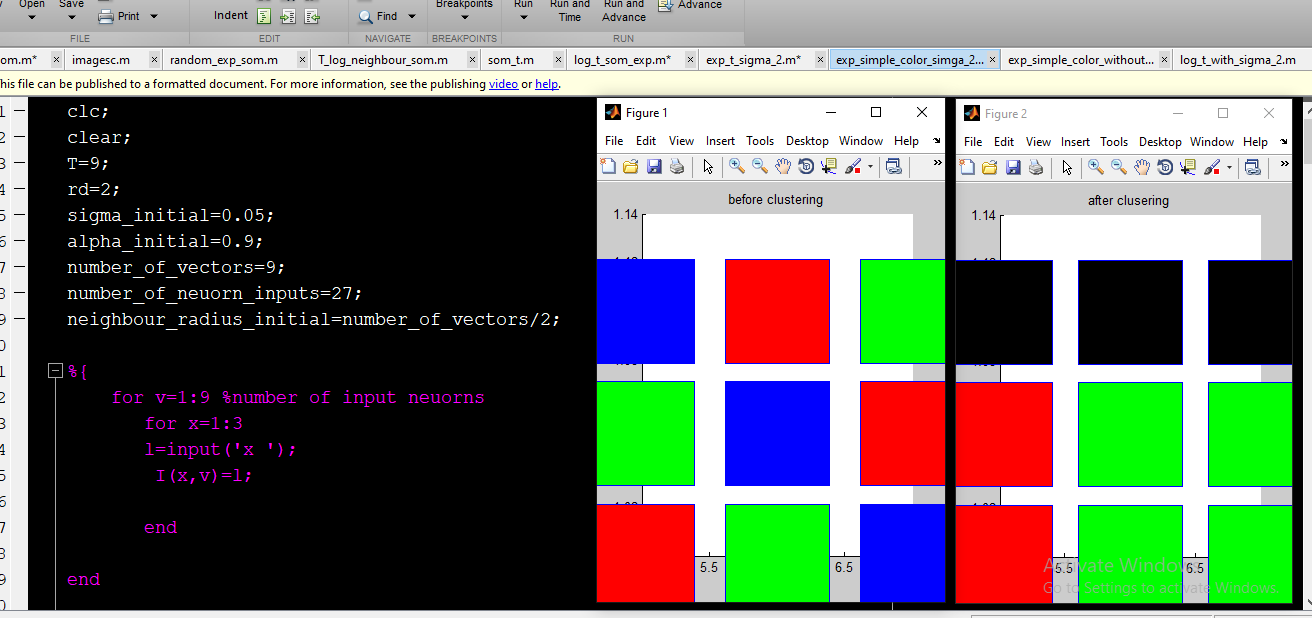 Open Save Print Indent Find Breakpoints Run Run and Time Run and Advance Advance
FILE EDIT NAVIGATE BREAKPOINTS RUN
om.m* imagesc.m random_exp_som.m T_log_neighbour_som.m som_t.m log_t_som_exp.m* exp_t_sigma_2.m* exp_simple_color_simga_2... exp_simple_color_without... log_t_with_sigma_2.m
his file can be published to a formatted document. For more information, see the publishing video or help.
1 clc;
2 clear;
3 T=9;
4 rd=2;
5 sigma_initial=0.05;
6 alpha_initial=0.9;
7 number_of_vectors=9;
8 number_of_neuorn_inputs=27;
9 neighbour_radius_initial=number_of_vectors/2;
0
1 %{
2 for v=1:9 %number of input neuorns
3 for x=1:3
4 l=input('x ');
5 I(x,v)=l;
6
7 end
8
9 end
0
Figure 1
File Edit View Insert Tools Desktop Window Help
before clustering
1.14
5.5 6.5
Figure 2
File Edit View Insert Tools Desktop Window Help
after clusering
1.14
5.5 6.5
Activate Windows
Go to Settings to activate Windows.